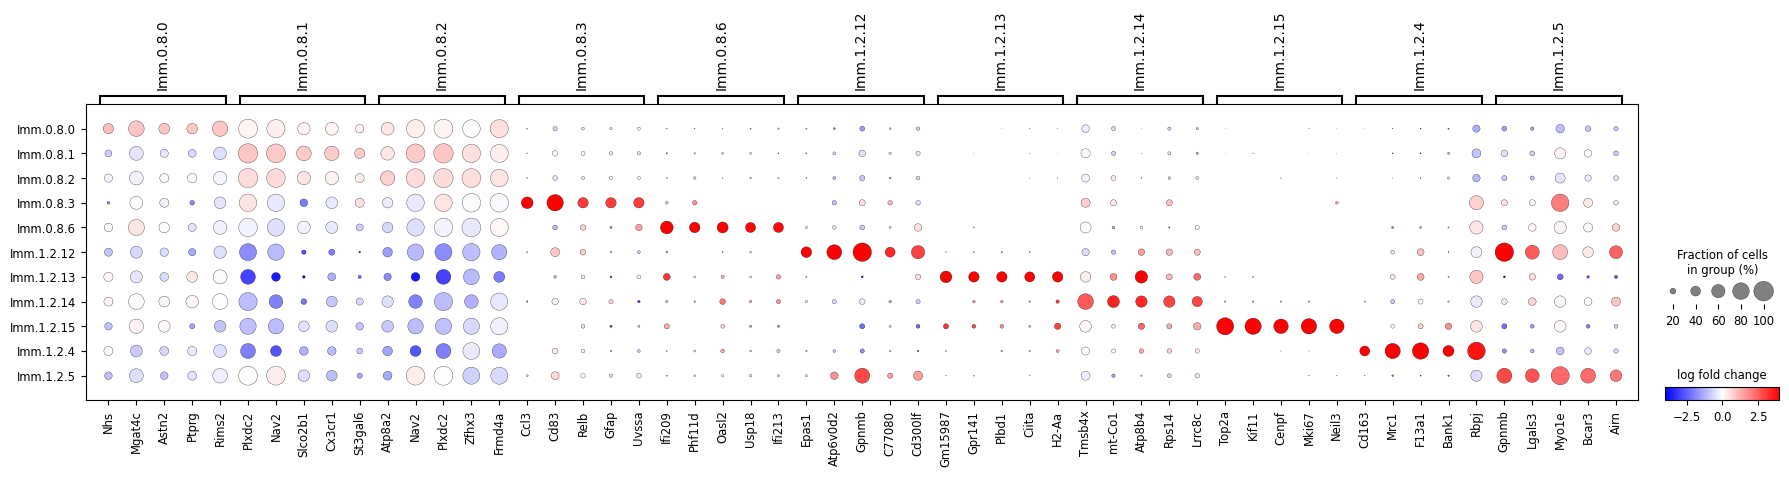 Imm.0.8.0 Imm.0.8.1 Imm.0.8.2 Imm.0.8.3 Imm.0.8.6 Imm.1.2.12 Imm.1.2.13 Imm.1.2.14 Imm.1.2.15 Imm.1.2.4 Imm.1.2.5
Imm.0.8.0
Imm.0.8.1
Imm.0.8.2
Imm.0.8.3
Imm.0.8.6
Imm.1.2.12
Imm.1.2.13
Imm.1.2.14
Imm.1.2.15
Imm.1.2.4
Imm.1.2.5
Nhs Mgat4c Astn2 Ptprg Rims2 Plxdc2 Nav2 Slco2b1 Cx3cr1 St3gal6 Atp8a2 Nav2 Plxdc2 Zfhx3 Frmd4a Ccl3 Cd83 Relb Gfap Uvssa Ifi209 Phf11d Oasl2 Usp18 Ifi213 Epas1 Atp6v0d2 Gpnmb C77080 Cd300lf Gm15987 Gpr141 Plbd1 Ciita H2-Aa Tmsb4x mt-Co1 Atp8b4 Rps14 Lrrc8c Top2a Kif11 Cenpf Mki67 Neil3 Cd163 Mrc1 F13a1 Bank1 Rbpj Gpnmb Lgals3 Myo1e Bcar3 Airn
Fraction of cells
in group (%)
20 40 60 80 100
log fold change
−2.5 0.0 2.5